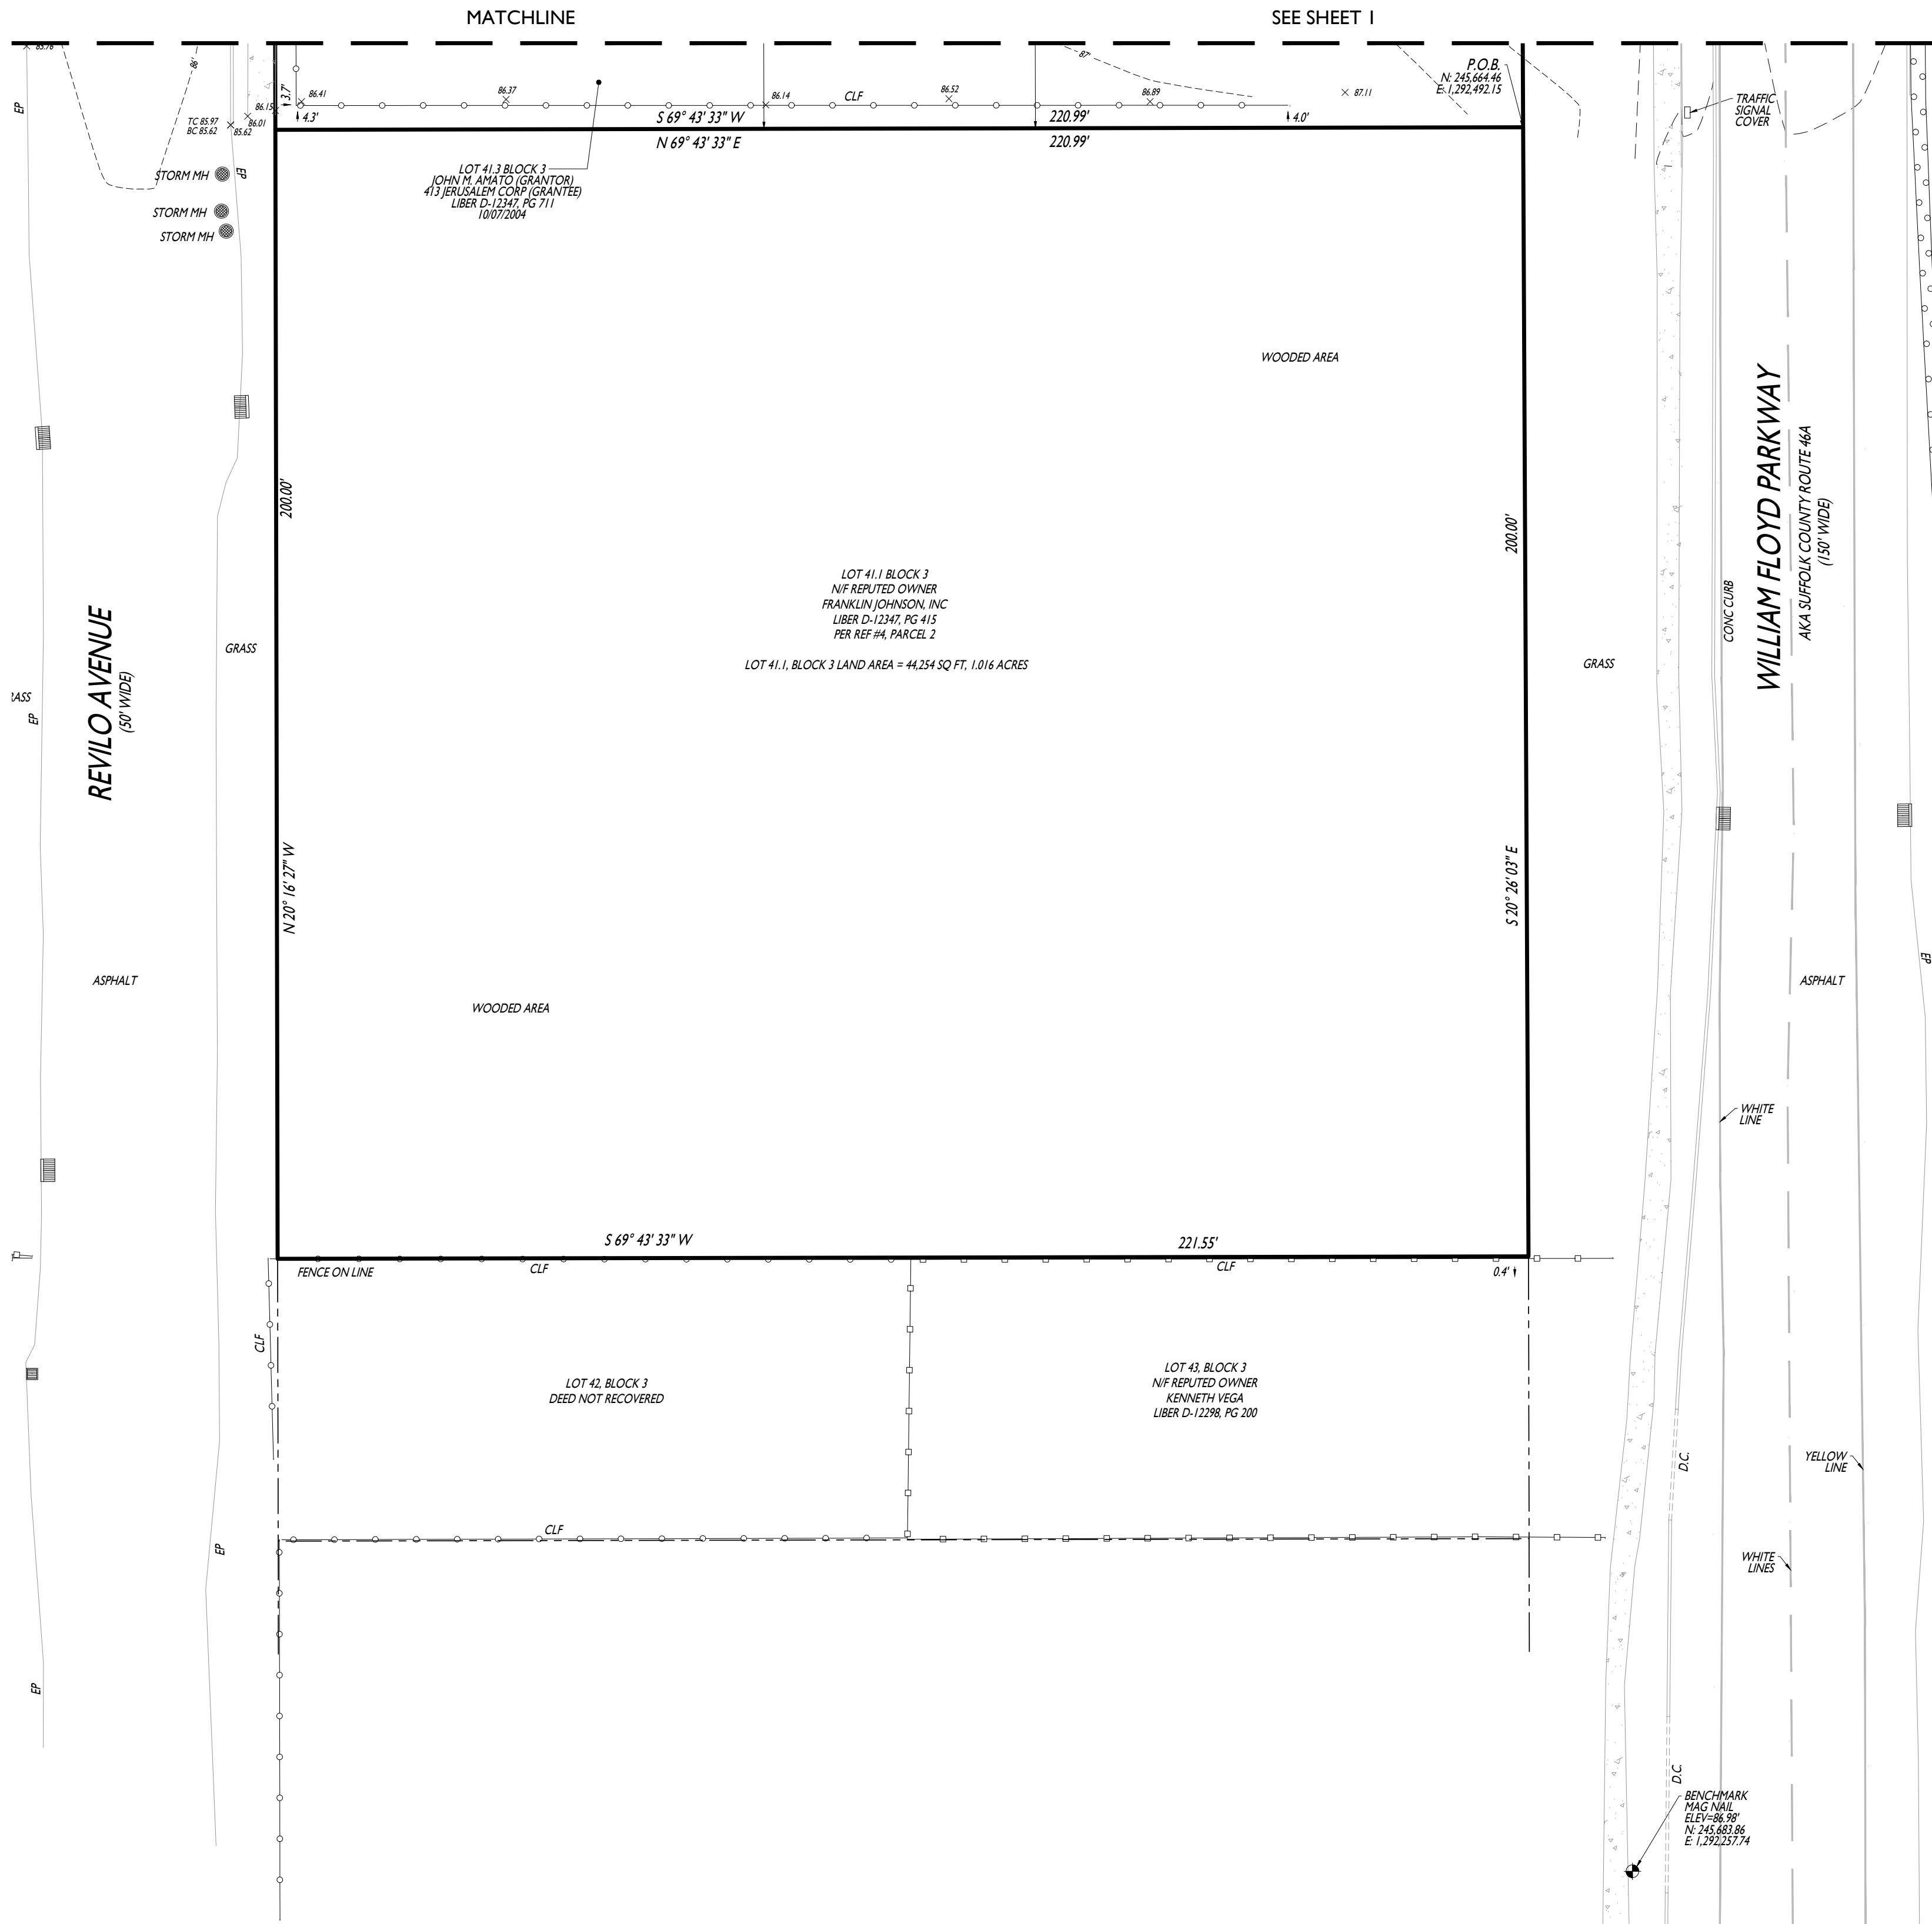 MATCHLINE
SEE SHEET 1
85.76
86'
EP
3.7'
86.41
86.37
86.14
CLF
86.52
86.89
87'
87.11
P.O.B.
N: 245,664.46
E: 1,292,492.15
TRAFFIC
SIGNAL
COVER
TC 85.97
BC 85.62
85.62
86.01
86.15
4.3'
S 69° 43' 33" W
220.99'
4.0'
N 69° 43' 33" E
220.99'
STORM MH
EP
STORM MH
STORM MH
LOT 41.3 BLOCK 3
JOHN M. AMATO (GRANTOR)
413 JERUSALEM CORP (GRANTEE)
LIBER D-12347, PG 711
10/07/2004
WOODED AREA
200.00'
200.00'
WILLIAM FLOYD PARKWAY
AKA SUFFOLK COUNTY ROUTE 46A
(150' WIDE)
CONC CURB
LOT 41.1 BLOCK 3
N/F REPUTED OWNER
FRANKLIN JOHNSON, INC
LIBER D-12347, PG 415
PER REF #4, PARCEL 2
LOT 41.1, BLOCK 3 LAND AREA = 44,254 SQ FT, 1.016 ACRES
REVILO AVENUE
(50' WIDE)
GRASS
GRASS
RASS
EP
N 20° 16' 27" W
S 20° 26' 03" E
ASPHALT
ASPHALT
EP
WOODED AREA
WHITE
LINE
S 69° 43' 33" W
221.55'
FENCE ON LINE
CLF
CLF
0.4'
CLF
LOT 42, BLOCK 3
DEED NOT RECOVERED
LOT 43, BLOCK 3
N/F REPUTED OWNER
KENNETH VEGA
LIBER D-12298, PG 200
D.C.
YELLOW
LINE
EP
CLF
WHITE
LINES
EP
D.C.
BENCHMARK
MAG NAIL
ELEV=86.98'
N: 245,683.86
E: 1,292,257.74